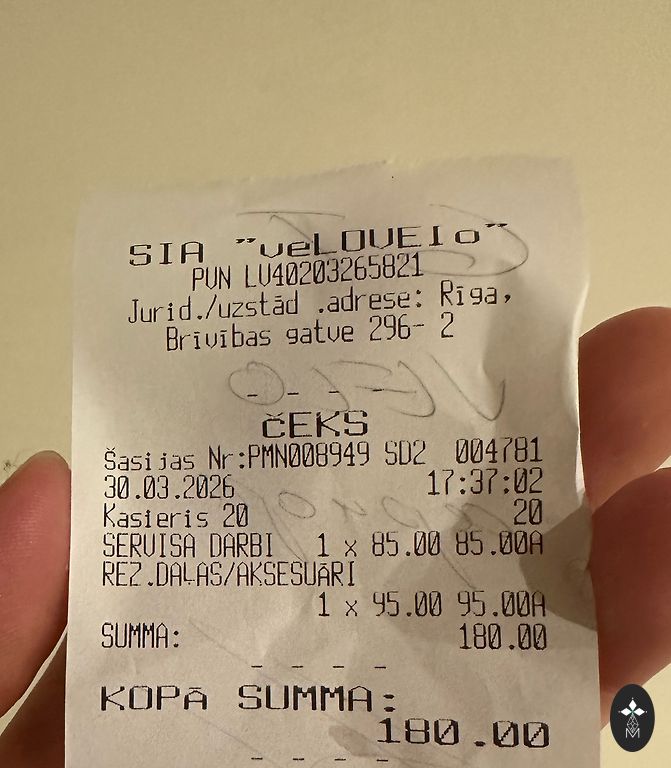 SIA "veLOVEIo"
PVN LV40203265821
Jurid./uzstād .adrese: Rīga,
Brīvības gatve 296- 2
- - - -
ČEKS
Šasijas Nr:PMN008949 SD2 004781
30.03.2026 17:37:02
Kasieris 20 20
SERVISA DARBI 1 x 85.00 85.00A
REZ.DAĻAS/AKSESUĀRI
1 x 95.00 95.00A
SUMMA: 180.00
- - - -
KOPĀ SUMMA:
180.00
- - - -